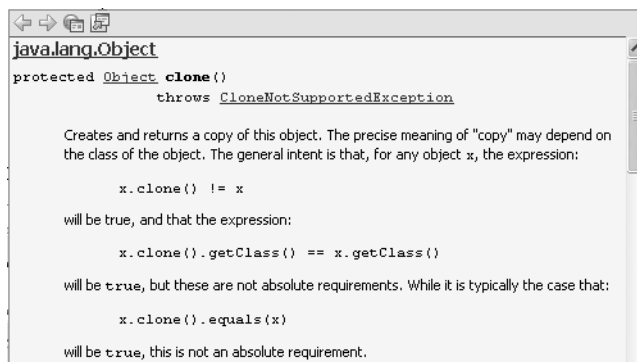 java.lang.Object
protected Object clone()
throws CloneNotSupportedException
Creates and returns a copy of this object. The precise meaning of "copy" may depend on
the class of the object. The general intent is that, for any object x, the expression:
x.clone() != x
will be true, and that the expression:
x.clone().getClass() == x.getClass()
will be true, but these are not absolute requirements. While it is typically the case that:
x.clone().equals(x)
will be true, this is not an absolute requirement.